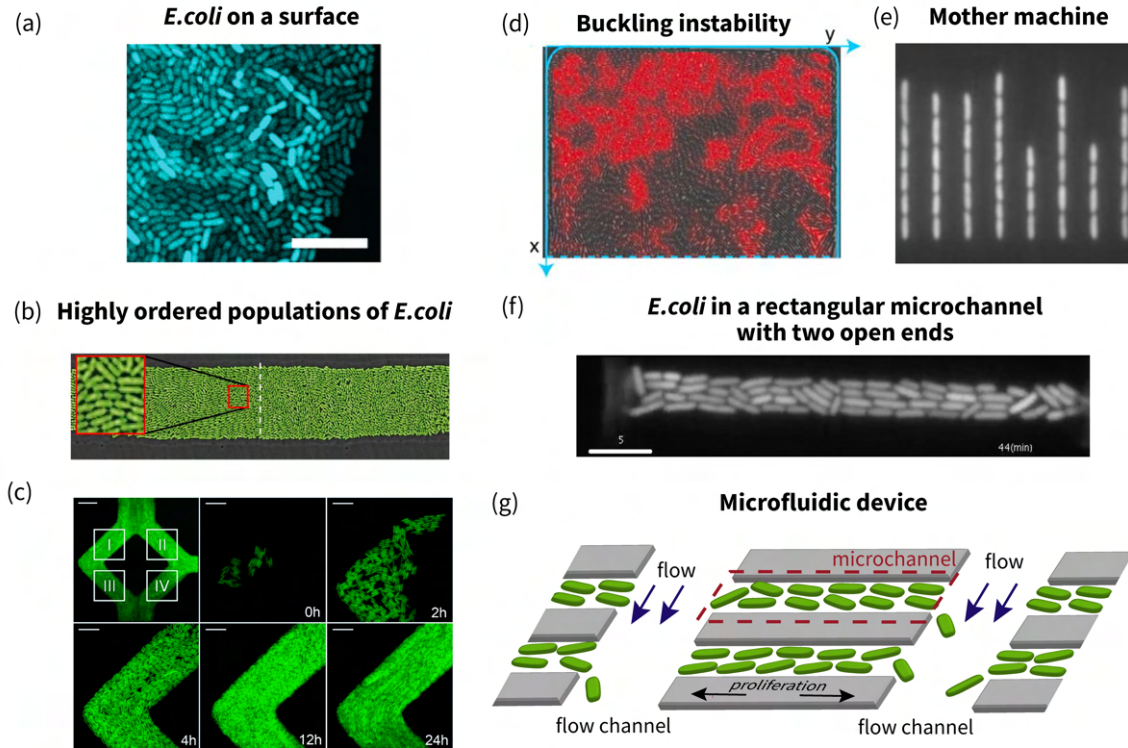 (a)
E.coli on a surface
(b)
Highly ordered populations of E.coli
(c)
I
II
III
IV
0h
2h
4h
12h
24h
(d)
Buckling instability
y
x
(e)
Mother machine
(f)
E.coli in a rectangular microchannel
with two open ends
5
44(min)
(g)
Microfluidic device
flow
microchannel
flow
proliferation
flow channel
flow channel